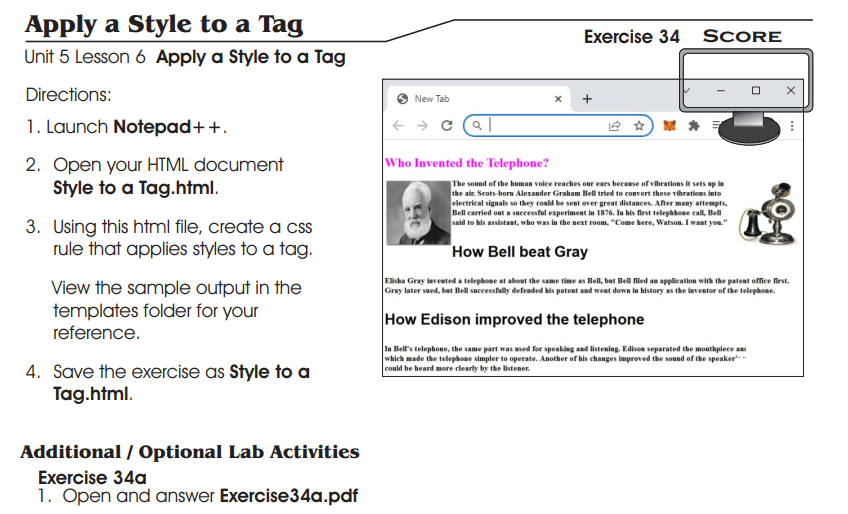 Apply a Style to a Tag
Exercise 34 SCORE
Unit 5 Lesson 6 Apply a Style to a Tag
Directions:
1. Launch Notepad++.
2. Open your HTML document
Style to a Tag.html.
3. Using this html file, create a css
rule that applies styles to a tag.
View the sample output in the
templates folder for your
reference.
4. Save the exercise as Style to a
Tag.html.
Additional / Optional Lab Activities
Exercise 34a
1. Open and answer Exercise34a.pdf
New Tab
Who Invented the Telephone?
The sound of the human voice reaches our ears because of vibrations it sets up in
the air. Scots-born Alexander Graham Bell tried to convert these vibrations into
electrical signals so they could be sent over great distances. After many attempts,
Bell carried out a successful experiment in 1876. In his first telephhone call, Bell
said to his assistant, who was in the next room, "Come here, Watson. I want you."
How Bell beat Gray
Elisha Gray invented a telephone at about the same time as Bell, but Bell filed an application with the patent office first.
Gray later sued, but Bell successfully defended his patent and went down in history as the inventor of the telephone.
How Edison improved the telephone
In Bell's telephone, the same part was used for speaking and listening. Edison separated the mouthpiece
which made the telephone simpler to operate. Another of his changes improved the sound of the speaker'
could be heard more clearly by the listener.